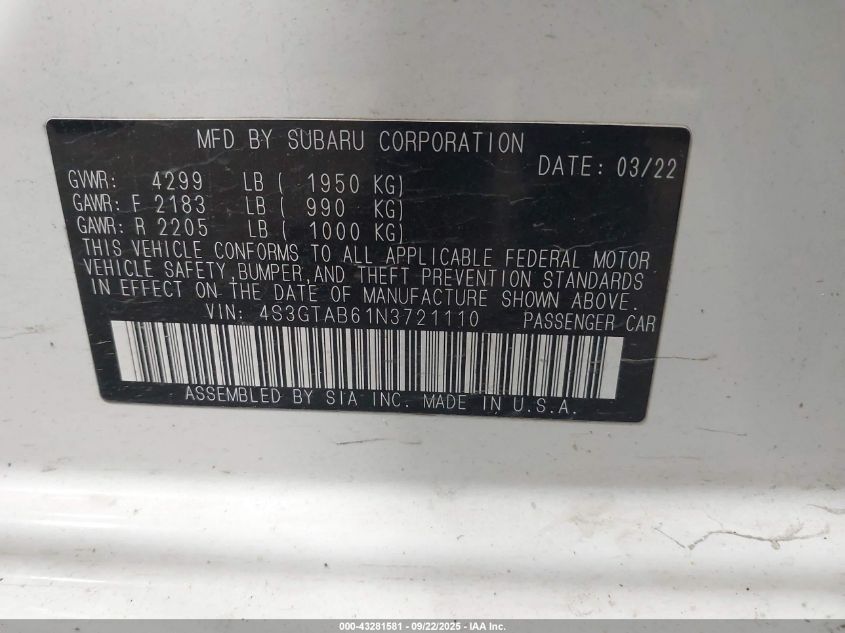 MFD BY SUBARU CORPORATION
DATE: 03/22
GVWR: 4299 LB ( 1950 KG)
GAWR: F 2183 LB ( 990 KG)
GAWR: R 2205 LB ( 1000 KG)
THIS VEHICLE CONFORMS TO ALL APPLICABLE FEDERAL MOTOR
VEHICLE SAFETY, BUMPER, AND THEFT PREVENTION STANDARDS
IN EFFECT ON THE DATE OF MANUFACTURE SHOWN ABOVE.
VIN: 4S3GTAB61N3721110 PASSENGER CAR
ASSEMBLED BY SIA INC. MADE IN U.S.A.
000-43281581 - 09/22/2025 - IAA Inc.